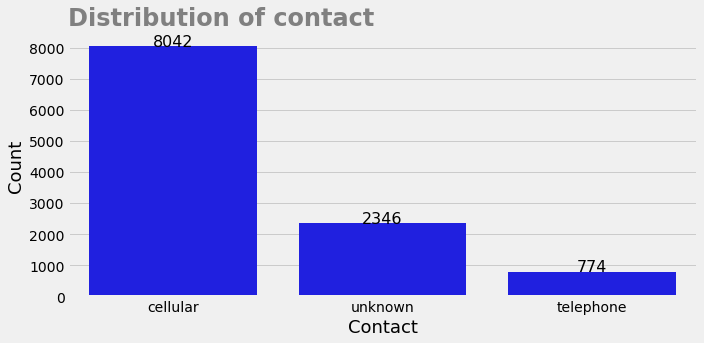 Distribution of contact
8042
8000
7000
6000
5000
4000
3000
2000
1000
0
Count
2346
774
cellular
unknown
telephone
Contact